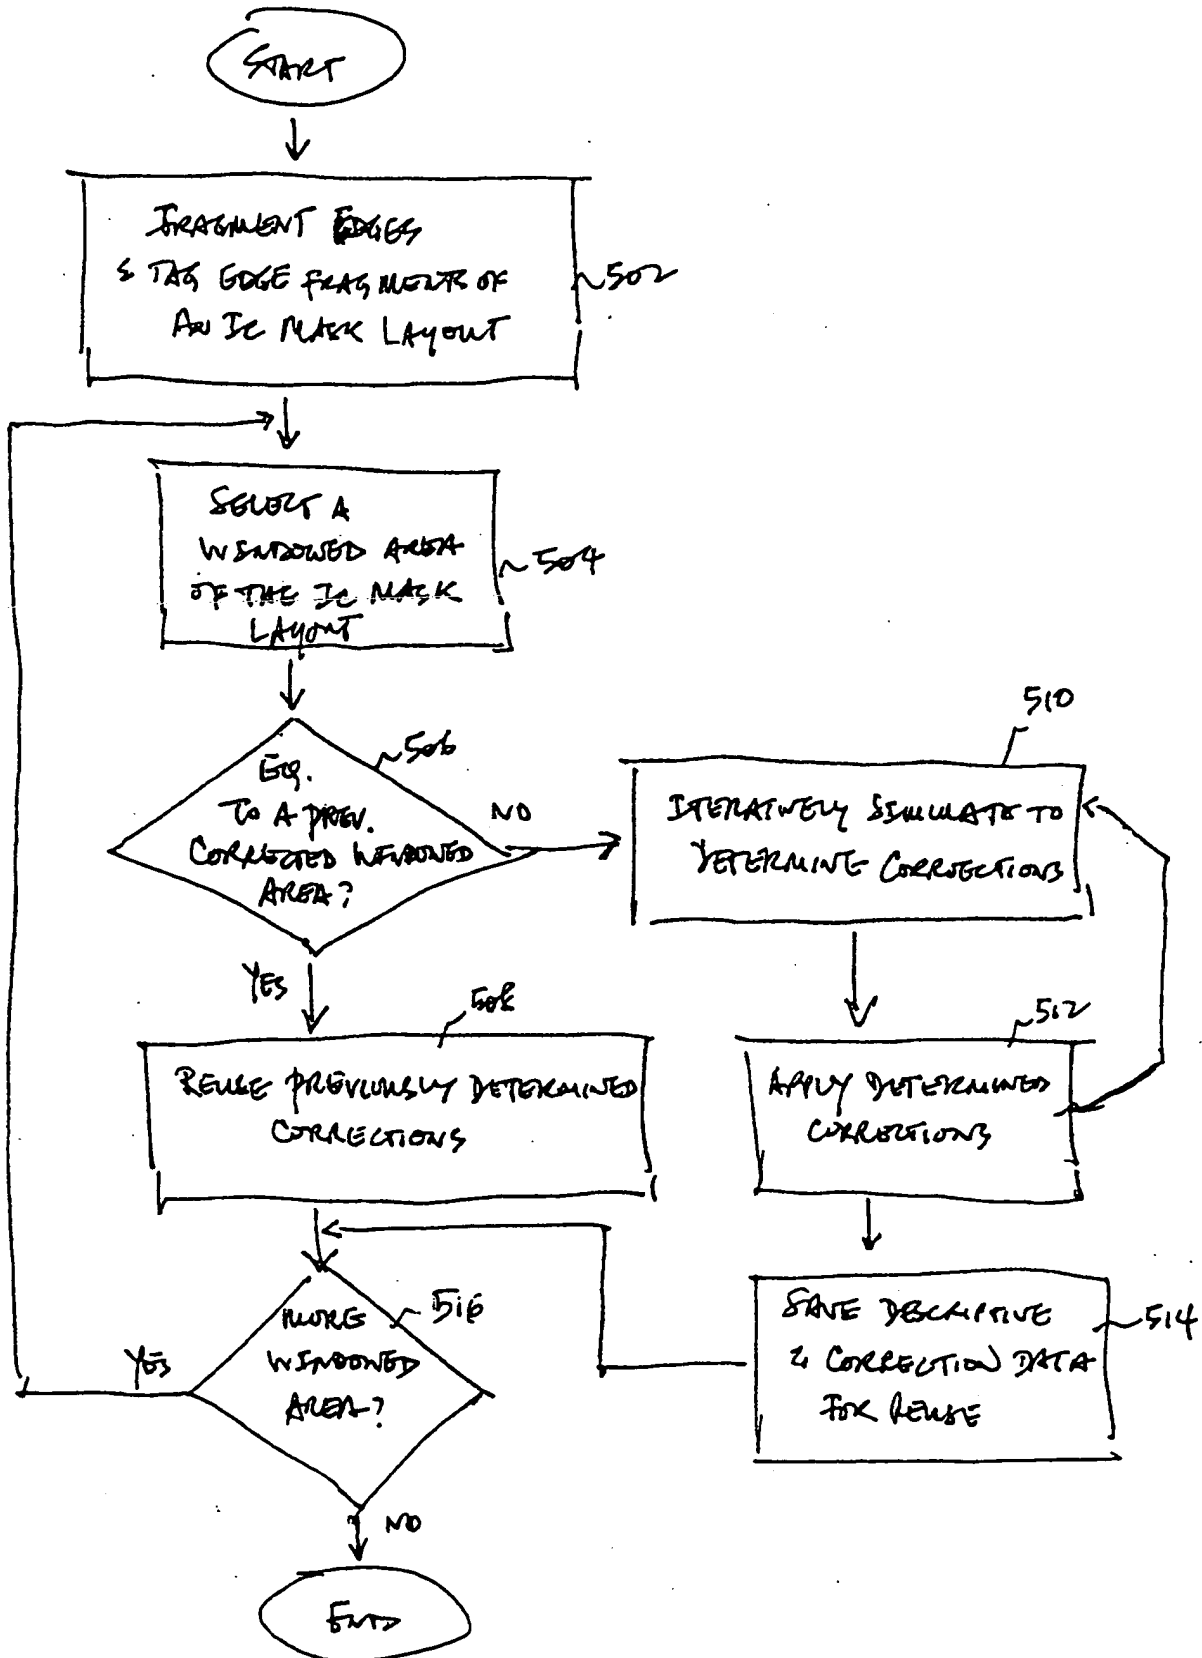 START
FRAGMENT EDGES
& TAG EDGE FRAGMENTS OF
AN IC MASK LAYOUT
502
SELECT A
WINDOWED AREA
OF THE IC MASK
LAYOUT
504
EQ.
TO A PREV.
CORRECTED WINDOWED
AREA?
506
NO
YES
510
ITERATIVELY SIMULATE TO
DETERMINE CORRECTIONS
508
REUSE PREVIOUSLY DETERMINED
CORRECTIONS
512
APPLY DETERMINED
CORRECTIONS
SAVE DESCRIPTIVE
& CORRECTION DATA
FOR REUSE
514
MORE
WINDOWED
AREA?
516
YES
NO
END